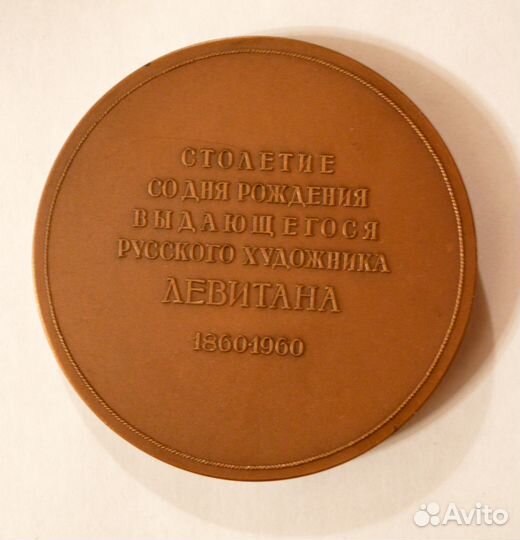 СТОЛЕТИЕ
СО ДНЯ РОЖДЕНИЯ
ВЫДАЮЩЕГОСЯ
РУССКОГО ХУДОЖНИКА
ЛЕВИТАНА
1860·1960
Avito